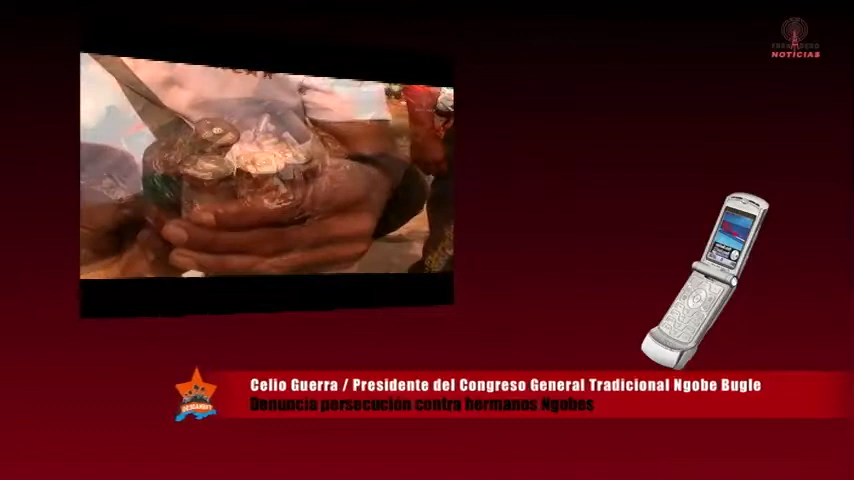 NOTICIAS
Celio Guerra / Presidente del Congreso General Tradicional Ngobe Bugle
Denuncia persecución contra hermanos Ngobes